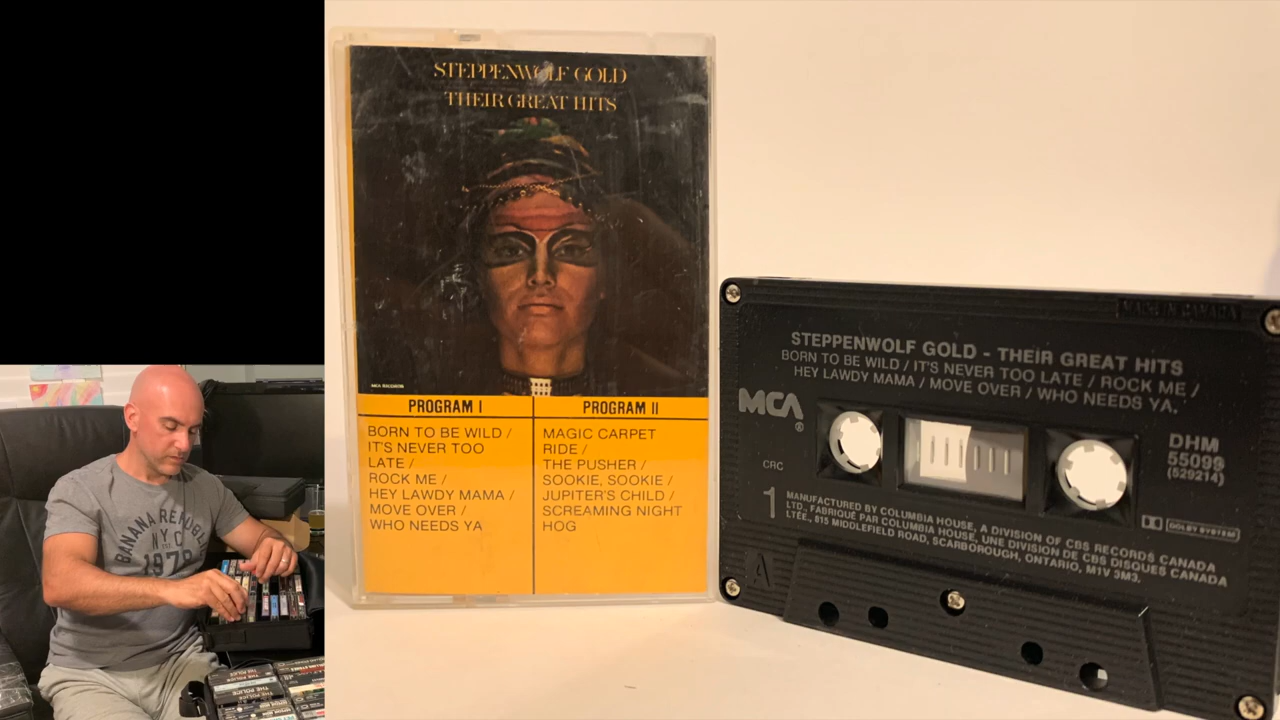 STEPPENWOLF GOLD
THEIR GREAT HITS
MCA RECORDS
PROGRAM I
BORN TO BE WILD /
IT'S NEVER TOO
LATE /
ROCK ME /
HEY LAWDY MAMA /
MOVE OVER /
WHO NEEDS YA
PROGRAM II
MAGIC CARPET
RIDE /
THE PUSHER /
SOOKIE, SOOKIE /
JUPITER'S CHILD /
SCREAMING NIGHT
HOG
MADE IN CANADA
STEPPENWOLF GOLD - THEIR GREAT HITS
BORN TO BE WILD / IT'S NEVER TOO LATE / ROCK ME /
HEY LAWDY MAMA / MOVE OVER / WHO NEEDS YA.
MCA
®
CRC
DHM
55099
(529214)
1
MANUFACTURED BY COLUMBIA HOUSE, A DIVISION OF CBS RECORDS CANADA
LTD., FABRIQUÉ PAR COLUMBIA HOUSE, UNE DIVISION DE CBS DISQUES CANADA
LTÉE., 815 MIDDLEFIELD ROAD, SCARBOROUGH, ONTARIO, M1V 3M3.
DOLBY SYSTEM
A
BANANA REPUBLIC
N.Y.C.
1978
THE POLICE
THE POLICE